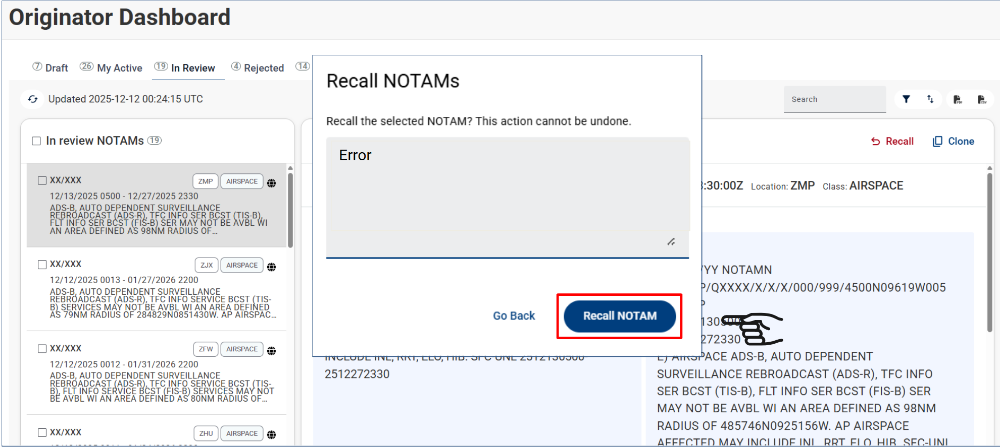 Originator Dashboard
7 Draft 26 My Active 19 In Review 4 Rejected 14
Updated 2025-12-12 00:24:15 UTC
Search
PDF CSV
In review NOTAMs 19
Recall Clone
XX/XXX ZMP AIRSPACE
12/13/2025 0500 - 12/27/2025 2330
ADS-B, AUTO DEPENDENT SURVEILLANCE
REBROADCAST (ADS-R), TFC INFO SER BCST (TIS-B),
FLT INFO SER BCST (FIS-B) SER MAY NOT BE AVBL WI
AN AREA DEFINED AS 98NM RADIUS OF...
XX/XXX ZJX AIRSPACE
12/12/2025 0013 - 01/27/2026 2200
ADS-B, AUTO DEPENDENT SURVEILLANCE
REBROADCAST (ADS-R), TFC INFO SERVICE BCST (TIS-
B) SERVICES MAY NOT BE AVBL WI AN AREA DEFINED
AS 79NM RADIUS OF 284829N0851430W. AP AIRSPAC...
XX/XXX ZFW AIRSPACE
12/12/2025 0012 - 01/31/2026 2200
ADS-B, AUTO DEPENDENT SURVEILLANCE
REBROADCAST (ADS-R), TFC INFO SERVICE BCST (TIS-
B), FLT INFO SERVICE BCST (FIS-B) SERVICES MAY NOT
BE AVBL WI AN AREA DEFINED AS 80NM RADIUS OF...
XX/XXX ZHU AIRSPACE
Recall NOTAMs
Recall the selected NOTAM? This action cannot be undone.
Error
Go Back Recall NOTAM
:30:00Z Location: ZMP Class: AIRSPACE
INCLUDE INL, RRT, ELO, HIB. SFC-UNL 2512130500-
2512272330
/YY NOTAMN
P/QXXXX/X/X/X/000/999/4500N09619W005
P
130500
272330
E) AIRSPACE ADS-B, AUTO DEPENDENT
SURVEILLANCE REBROADCAST (ADS-R), TFC INFO
SER BCST (TIS-B), FLT INFO SER BCST (FIS-B) SER
MAY NOT BE AVBL WI AN AREA DEFINED AS 98NM
RADIUS OF 485746N0925156W. AP AIRSPACE
AFFECTED MAY INCLUDE INL, RRT, ELO, HIB. SFC-UNL